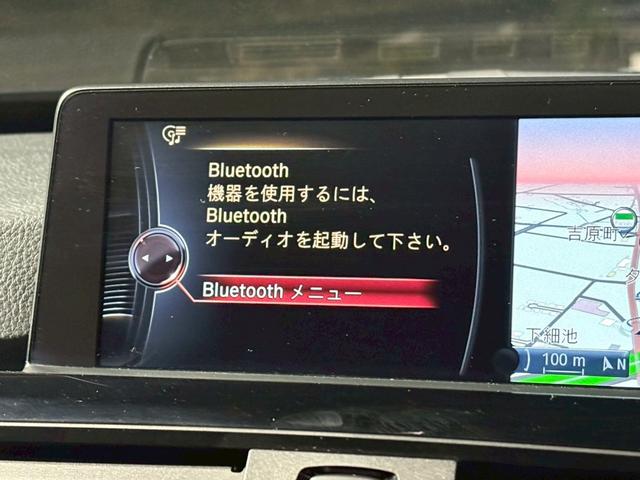 Bluetooth
機器を使用するには、
Bluetooth
オーディオを起動して下さい。
Bluetooth メニュー
吉原町
下細池
100 m
N